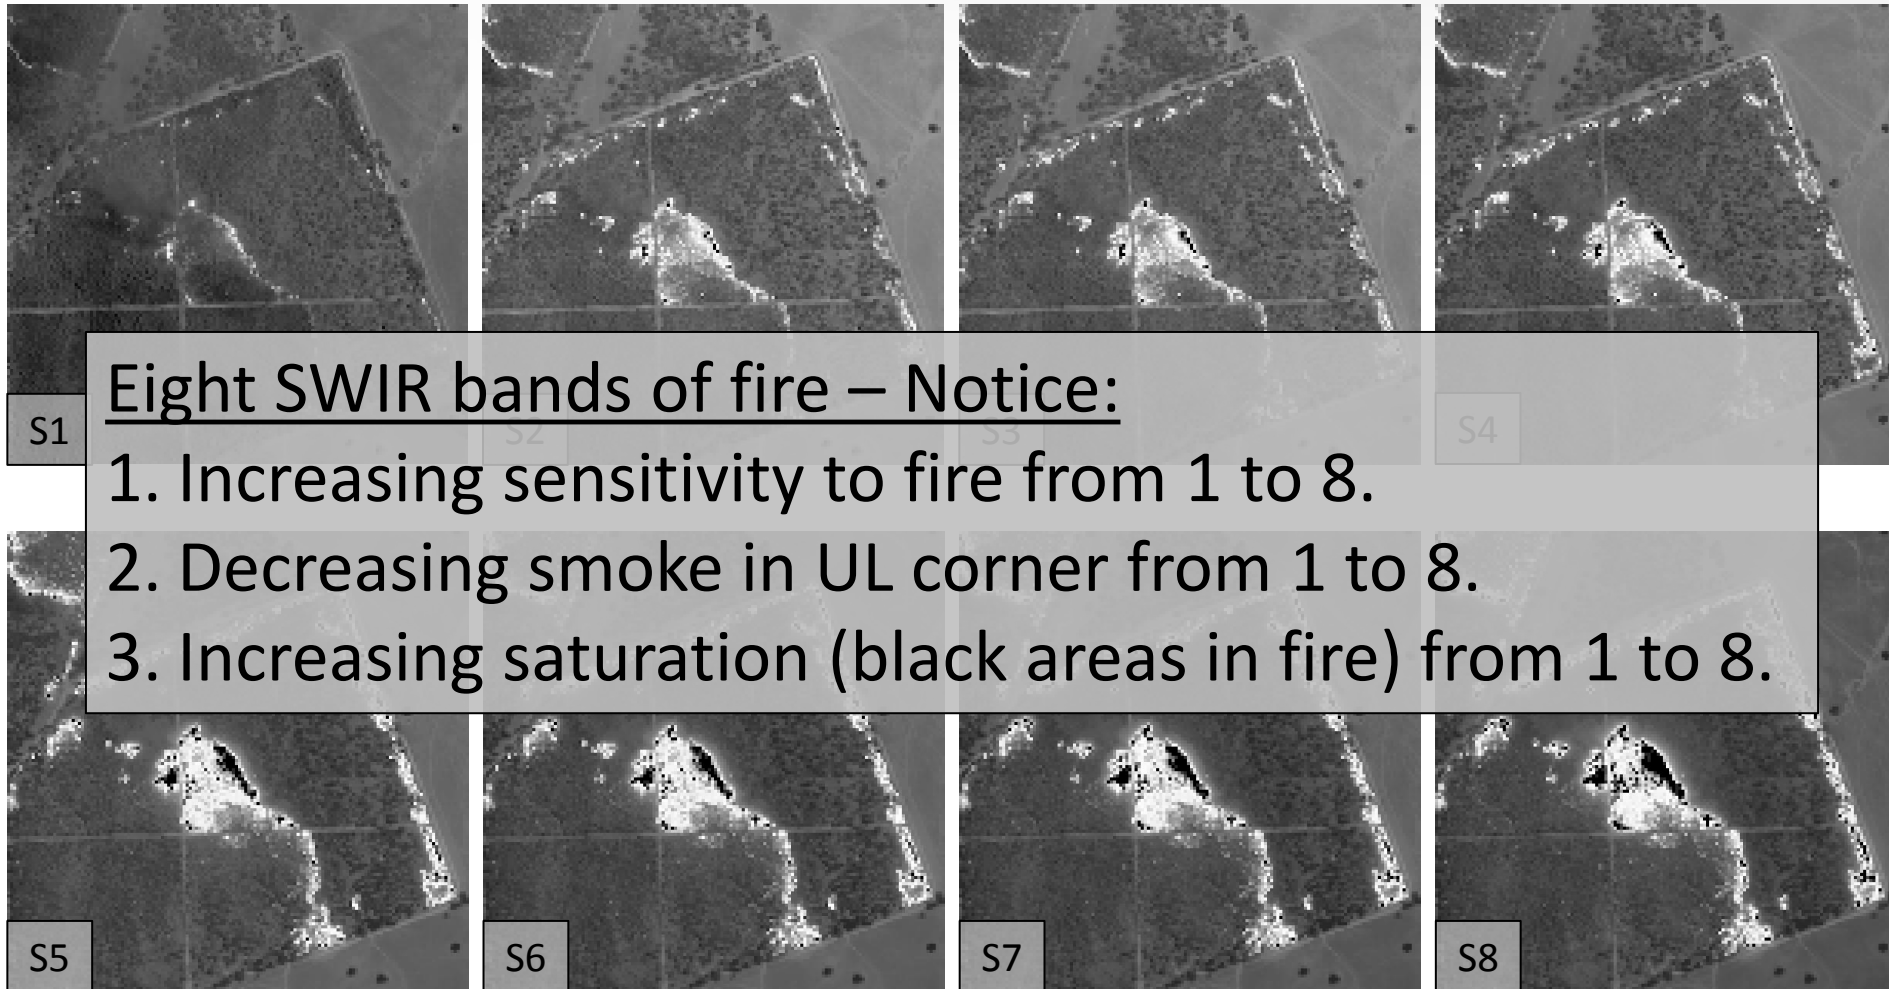 Eight SWIR bands of fire – Notice:
1. Increasing sensitivity to fire from 1 to 8.
2. Decreasing smoke in UL corner from 1 to 8.
3. Increasing saturation (black areas in fire) from 1 to 8.
S1
S2
S3
S4
S5
S6
S7
S8